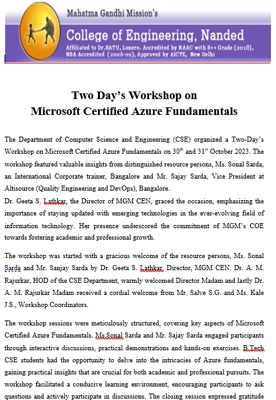 Mahatma Gandhi Mission's
College of Engineering, Nanded
Affiliated to Dr.BATU, Lonere, Accredited by NAAC with B++ Grade (2018),
NBA Accredited (2006-09), Approved by AICTE, New Delhi
Two Day's Workshop on
Microsoft Certified Azure Fundamentals
The Department of Computer Science and Engineering (CSE) organized a Two-Day's
Workshop on Microsoft Certified Azure Fundamentals on 30th and 31st October 2023. The
workshop featured valuable insights from distinguished resource persons, Ms. Sonal Sarda,
an International Corporate trainer, Bangalore and Mr. Sajay Sarda, Vice President at
Altisource (Quality Engineering and DevOps), Bangalore.
Dr. Geeta S. Lathkar, the Director of MGM CEN, graced the occasion, emphasizing the
importance of staying updated with emerging technologies in the ever-evolving field of
information technology. Her presence underscored the commitment of MGM's COE
towards fostering academic and professional growth.
The workshop was started with a gracious welcome of the resource persons, Ms. Sonal
Sarda and Mr. Sanjay Sarda by Dr. Geeta S. Lathkar, Director, MGM CEN. Dr. A. M.
Rajurkar, HOD of the CSE Department, warmly welcomed Director Madam and lastly Dr.
A. M. Rajurkar Madam received a cordial welcome from Mr. Salve S.G. and Ms. Kale
J.S., Workshop Coordinators.
The workshop sessions were meticulously structured, covering key aspects of Microsoft
Certified Azure Fundamentals. Ms.Sonal Sarda and Mr. Sajay Sarda engaged participants
through interactive discussions, practical demonstrations and hands-on exercises. B.Tech
CSE students had the opportunity to delve into the intricacies of Azure fundamentals,
gaining practical insights that are crucial for both academic and professional pursuits. The
workshop facilitated a conducive learning environment, encouraging participants to ask
questions and actively participate in discussions. The closing session expressed gratitude